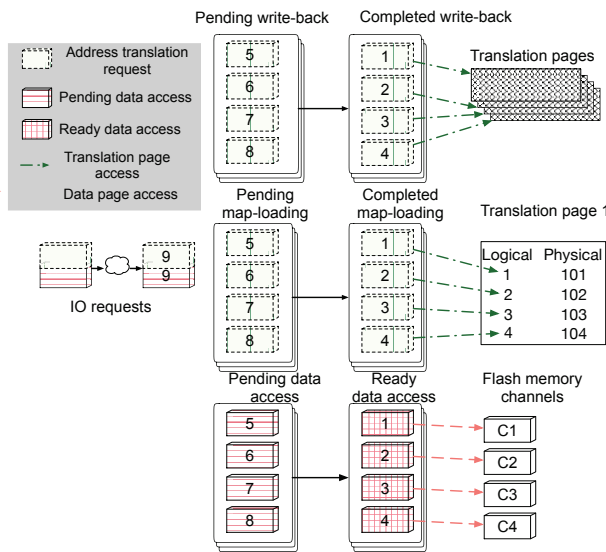 Pending write-back
Completed write-back
Address translation
request
Pending data access
Ready data access
Translation page
access
Data page access
5
6
7
8
1
2
3
4
Translation pages
Pending
map-loading
Completed
map-loading
Translation page 1
9
9
IO requests
5
6
7
8
1
2
3
4
Logical Physical
1 101
2 102
3 103
4 104
Pending data
access
Ready
data access
Flash memory
channels
5
6
7
8
1
2
3
4
C1
C2
C3
C4